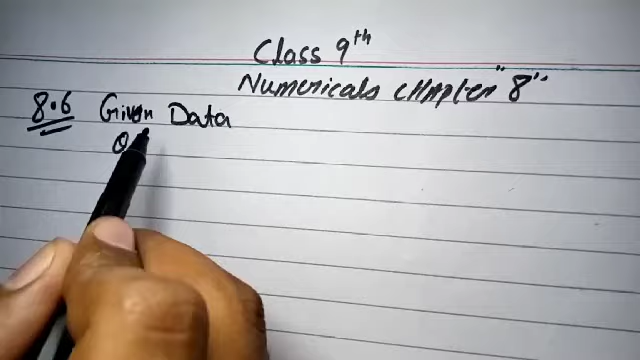 Class 9th
Numericals CHAPter "8"
8.6 Given Data
Q